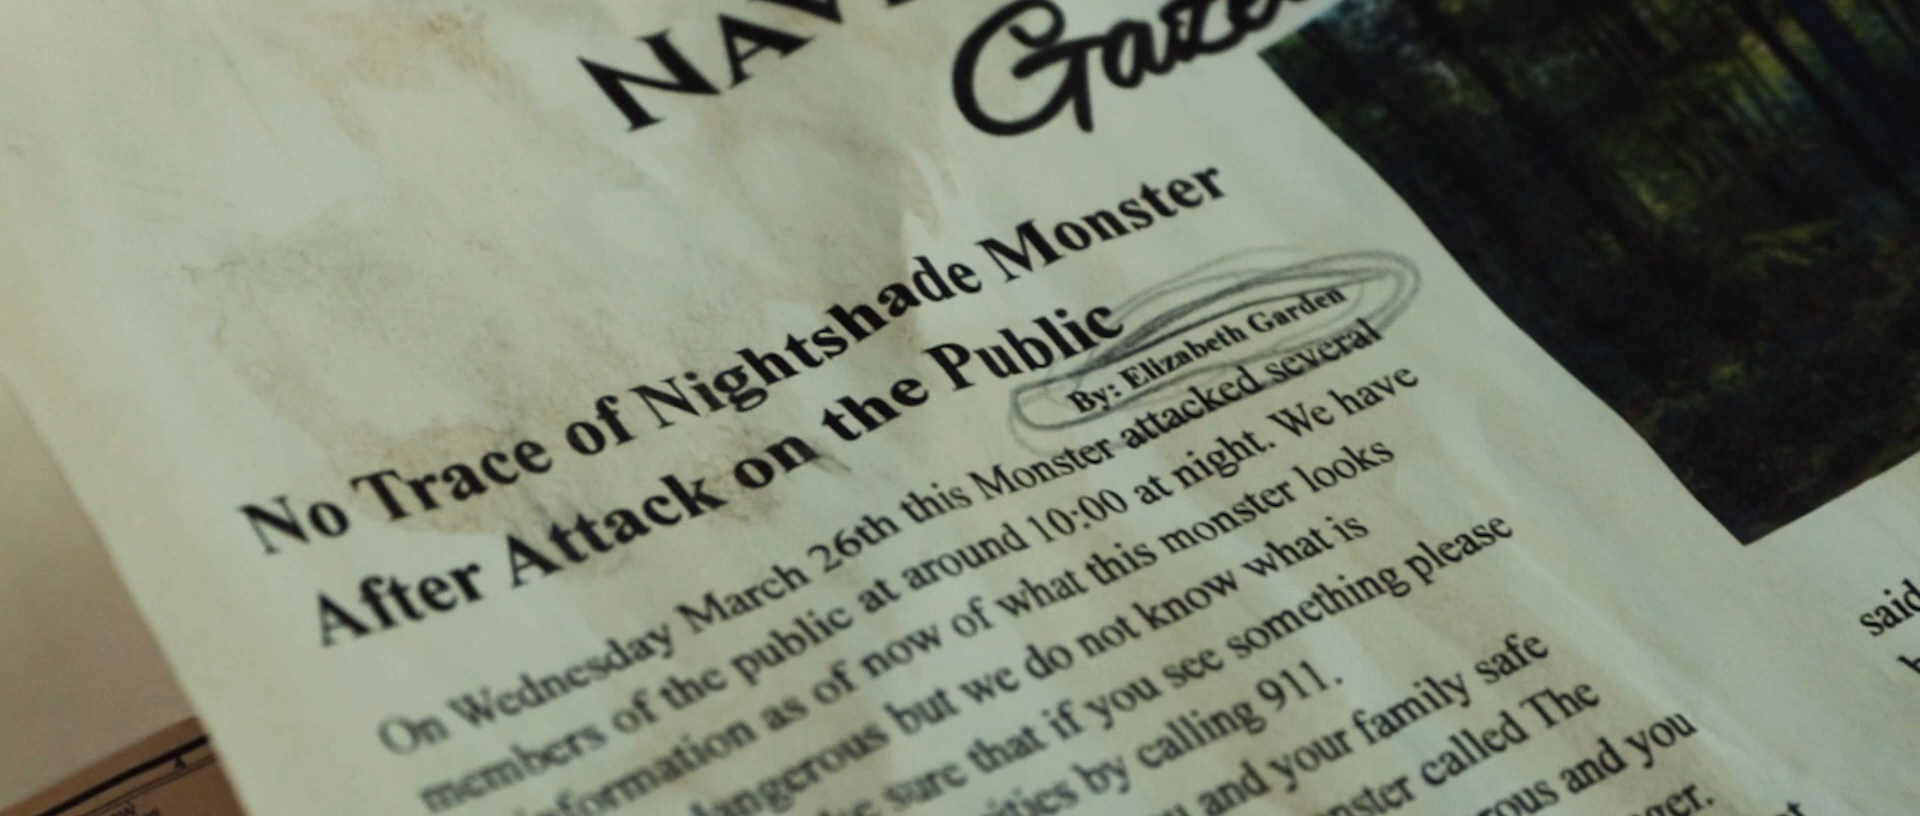 No Trace of Nightshade Monster
After Attack on the Public
By: Elizabeth Garden
On Wednesday March 26th this Monster attacked several
members of the public at around 10:00 at night. We have
information as of now of what this monster looks
dangerous but we do not know what is
sure that if you see something please
by calling 911.
and your family safe
called The
and you
said